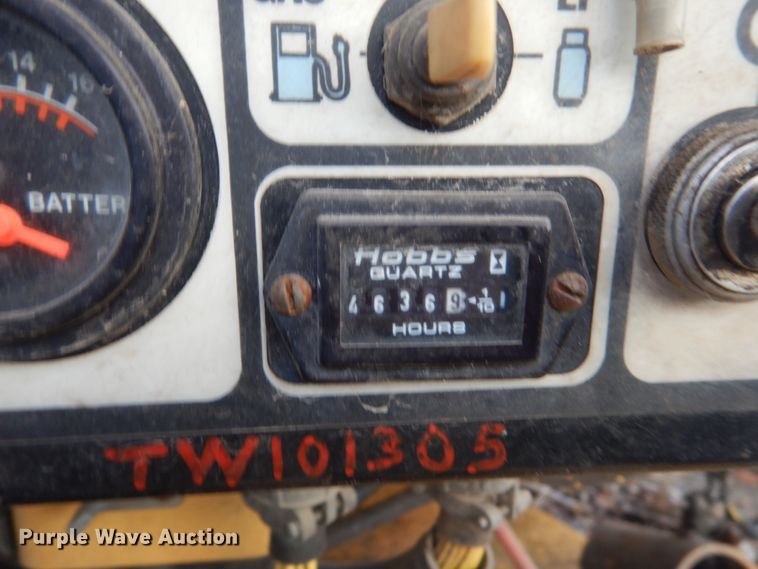 14
16
BATTER
Hobbs
QUARTZ
4 6 3 6 9 1/10
HOURS
TW101305
Purple Wave Auction®